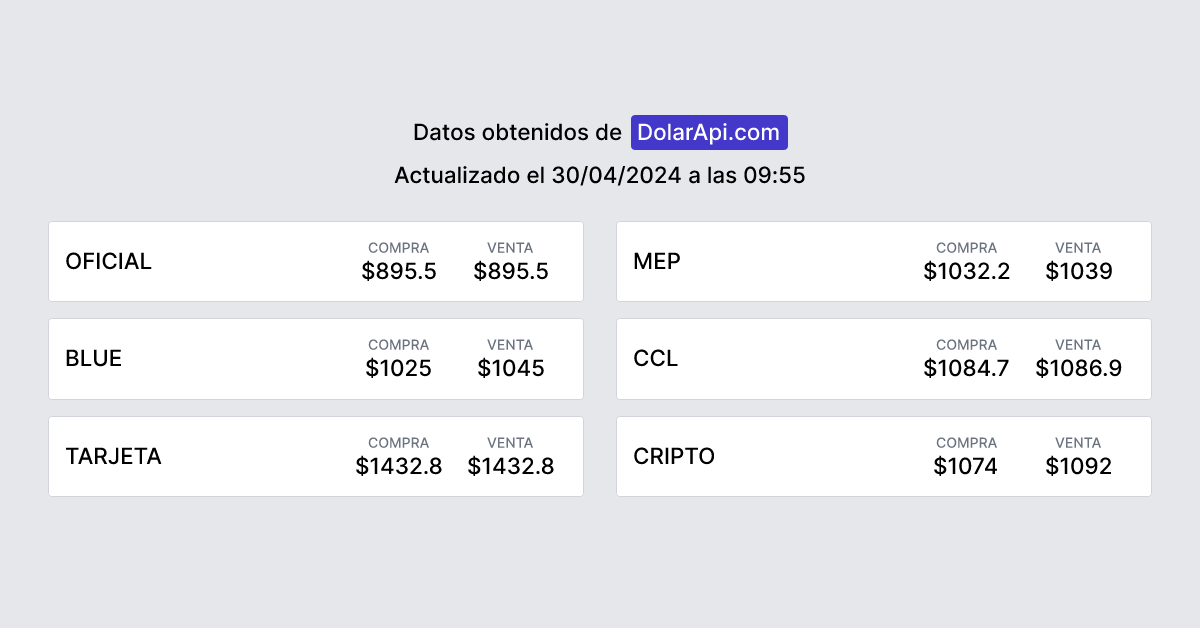 Datos obtenidos de DolarApi.com
Actualizado el 30/04/2024 a las 09:55
OFICIAL
COMPRA VENTA
$895.5 $895.5
MEP
COMPRA VENTA
$1032.2 $1039
BLUE
COMPRA VENTA
$1025 $1045
CCL
COMPRA VENTA
$1084.7 $1086.9
TARJETA
COMPRA VENTA
$1432.8 $1432.8
CRIPTO
COMPRA VENTA
$1074 $1092